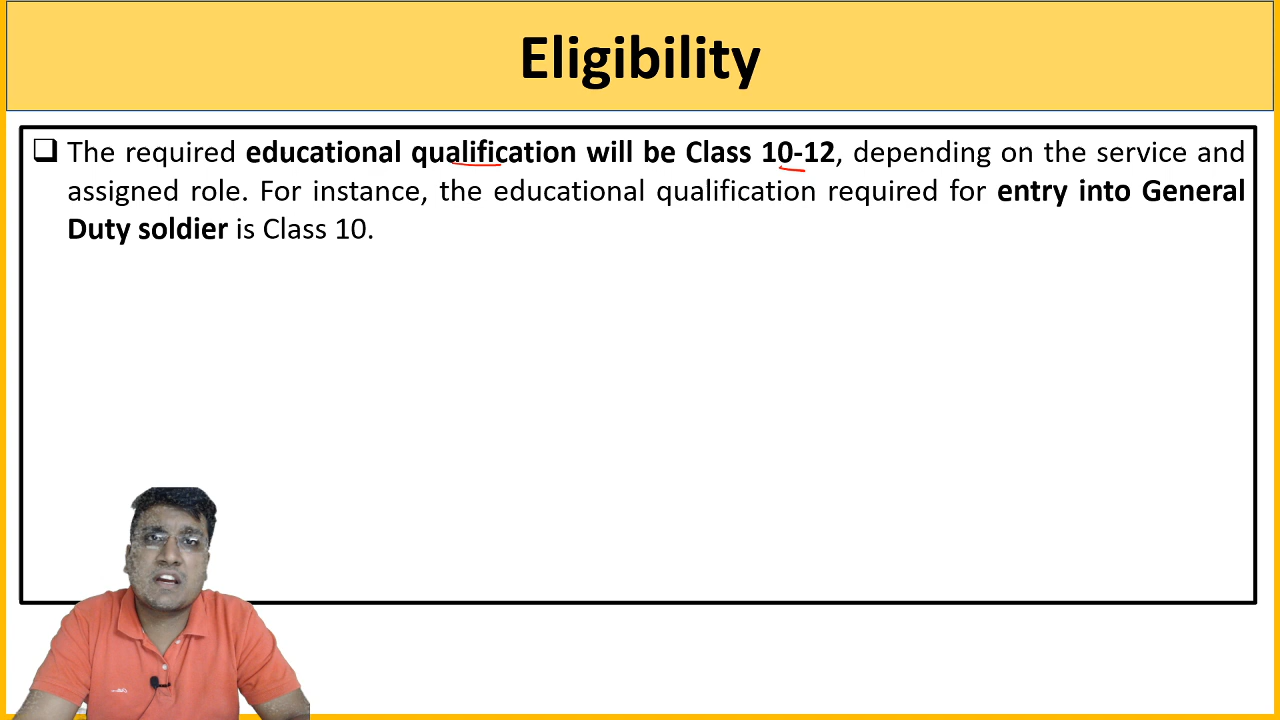 Eligibility
❑ The required educational qualification will be Class 10-12, depending on the service and
assigned role. For instance, the educational qualification required for entry into General
Duty soldier is Class 10.